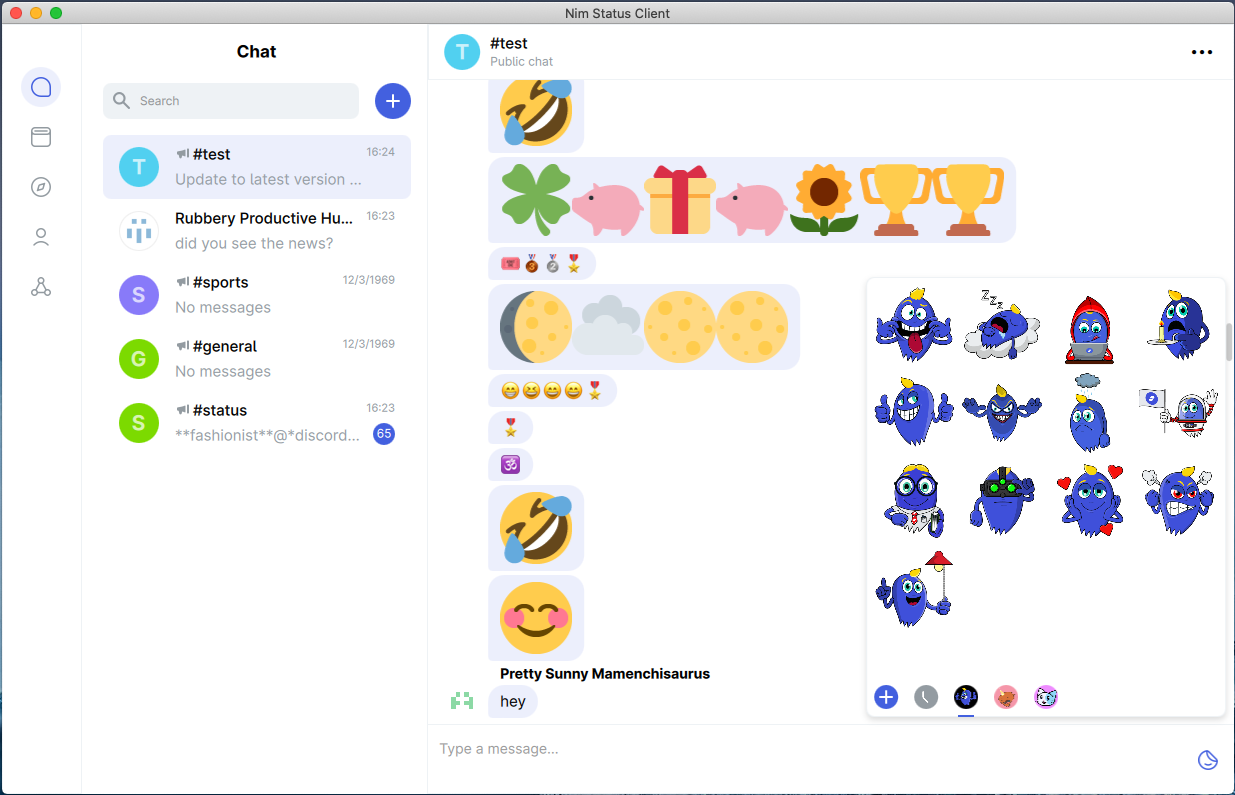 Nim Status Client
Chat
Search
T
#test
16:24
Update to latest version ...
Rubbery Productive Hu...
16:23
did you see the news?
S
#sports
12/3/1969
No messages
G
#general
12/3/1969
No messages
S
#status
16:23
**fashionist**@*discord...
65
T
#test
Public chat
3
2
ॐ
z z z
Pretty Sunny Mamenchisaurus
hey
Type a message...